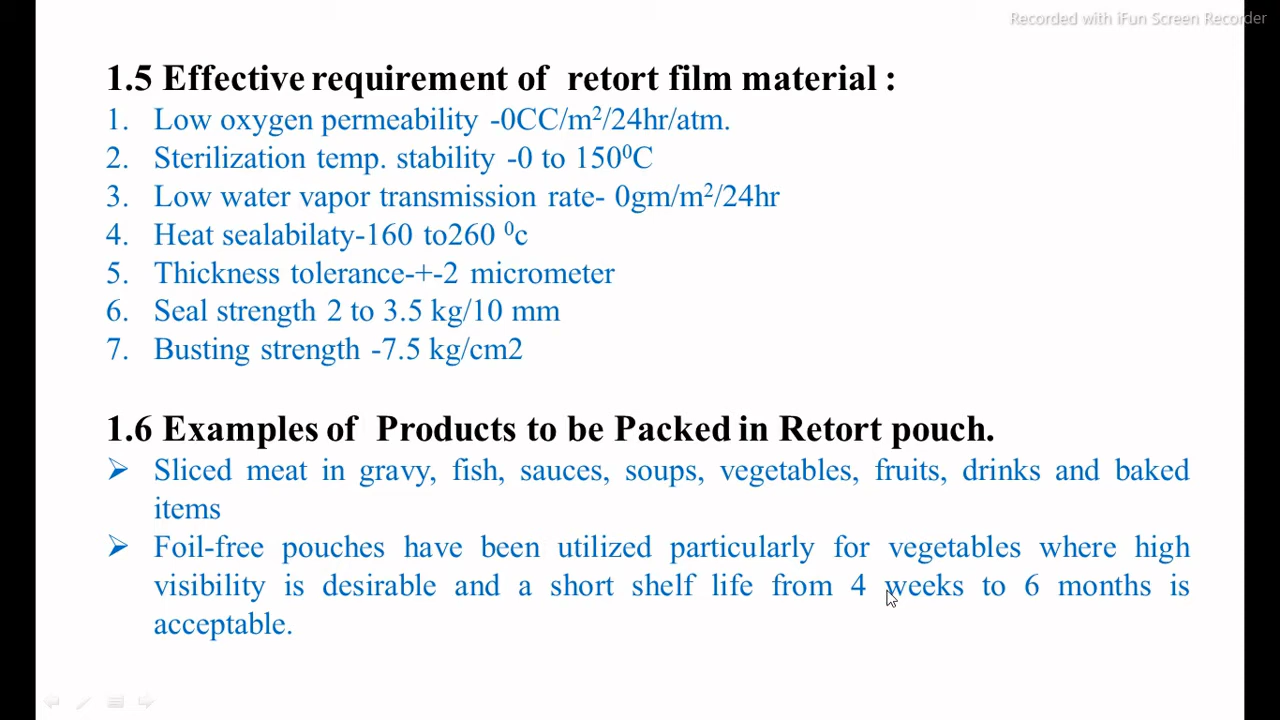 Recorded with iFun Screen Recorder
1.5 Effective requirement of retort film material :
1. Low oxygen permeability -0CC/m²/24hr/atm.
2. Sterilization temp. stability -0 to 150⁰C
3. Low water vapor transmission rate- 0gm/m²/24hr
4. Heat sealabilaty-160 to260 ⁰c
5. Thickness tolerance-+-2 micrometer
6. Seal strength 2 to 3.5 kg/10 mm
7. Busting strength -7.5 kg/cm2
1.6 Examples of Products to be Packed in Retort pouch.
➢ Sliced meat in gravy, fish, sauces, soups, vegetables, fruits, drinks and baked
items
➢ Foil-free pouches have been utilized particularly for vegetables where high
visibility is desirable and a short shelf life from 4 weeks to 6 months is
acceptable.